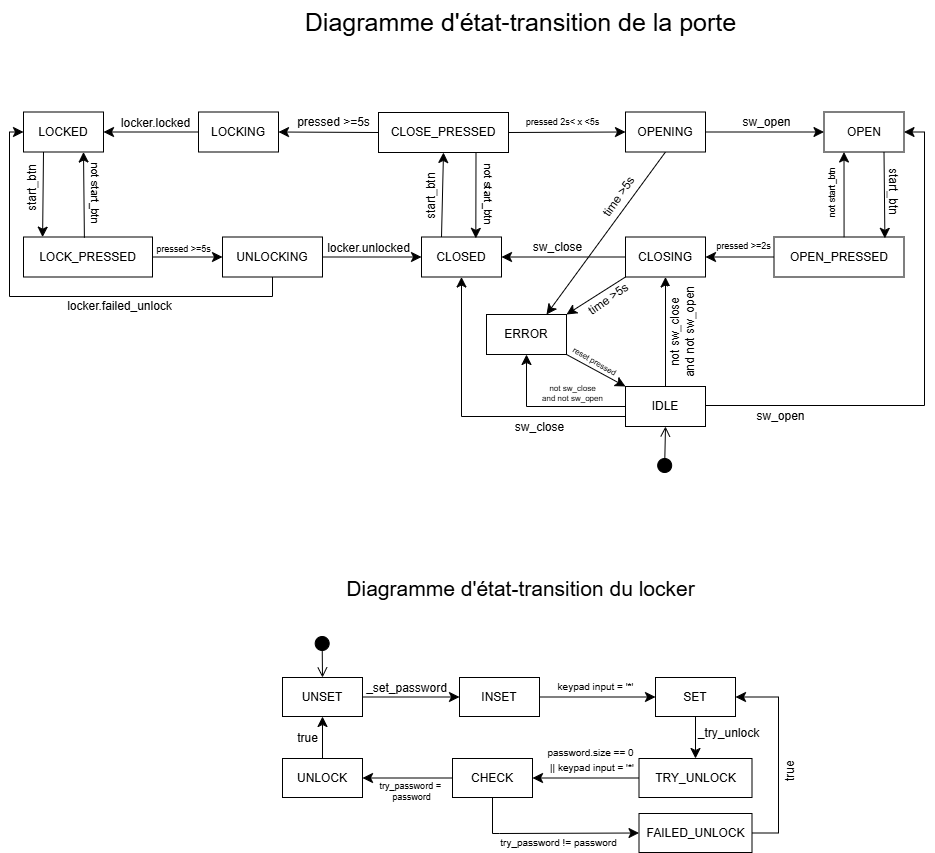 Diagramme d'état-transition de la porte
LOCKED
locker.locked
LOCKING
pressed >=5s
CLOSE_PRESSED
pressed 2s< x <5s
OPENING
sw_open
OPEN
start_btn
not start_btn
start_btn
not start_btn
time >5s
not start_btn
start_btn
LOCK_PRESSED
pressed >=5s
UNLOCKING
locker.unlocked
CLOSED
sw_close
CLOSING
pressed >=2s
OPEN_PRESSED
locker.failed_unlock
time >5s
not sw_close
and not sw_open
ERROR
reset pressed
not sw_close
and not sw_open
IDLE
sw_close
sw_open
Diagramme d'état-transition du locker
UNSET
_set_password
INSET
keypad input = '*'
SET
true
_try_unlock
password.size == 0
|| keypad input = '*'
UNLOCK
try_password =
password
CHECK
TRY_UNLOCK
true
try_password != password
FAILED_UNLOCK